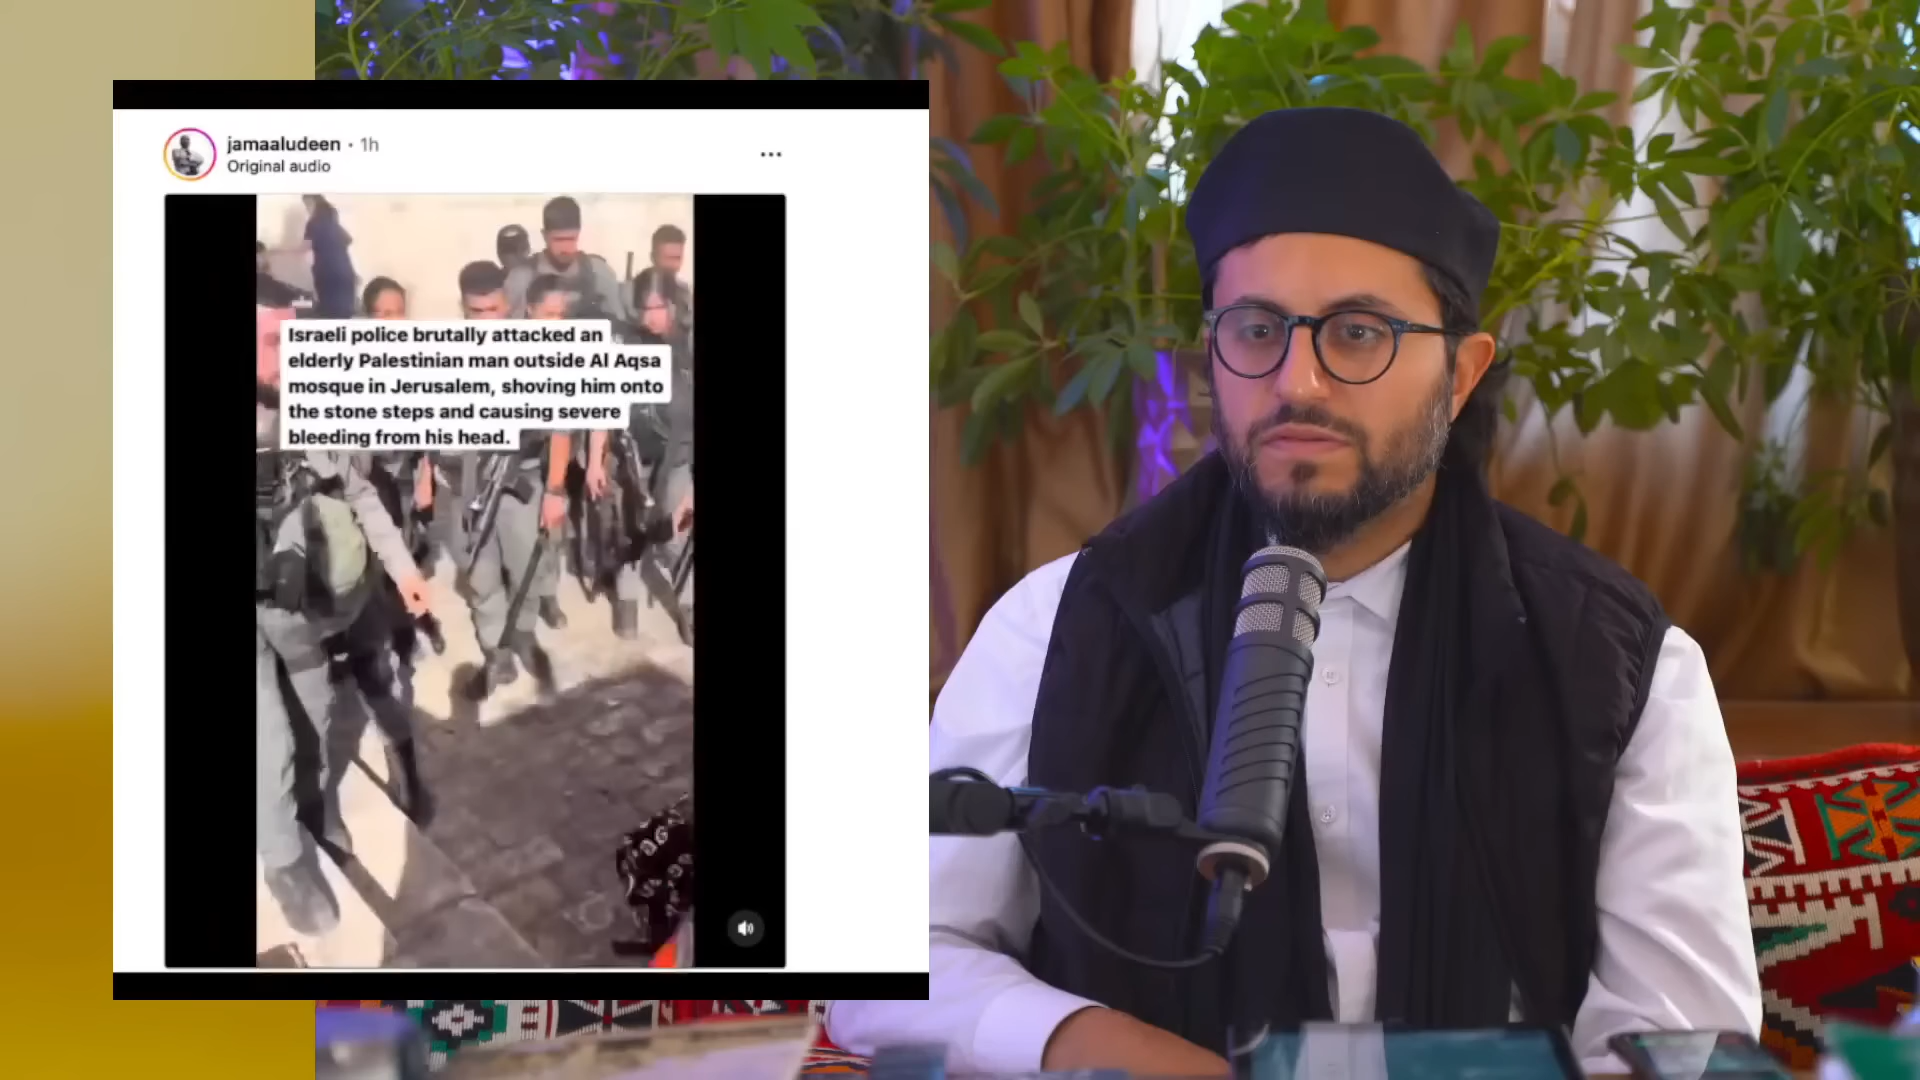 jamaaludeen • 1h
Original audio
Israeli police brutally attacked an
elderly Palestinian man outside Al Aqsa
mosque in Jerusalem, shoving him onto
the stone steps and causing severe
bleeding from his head.